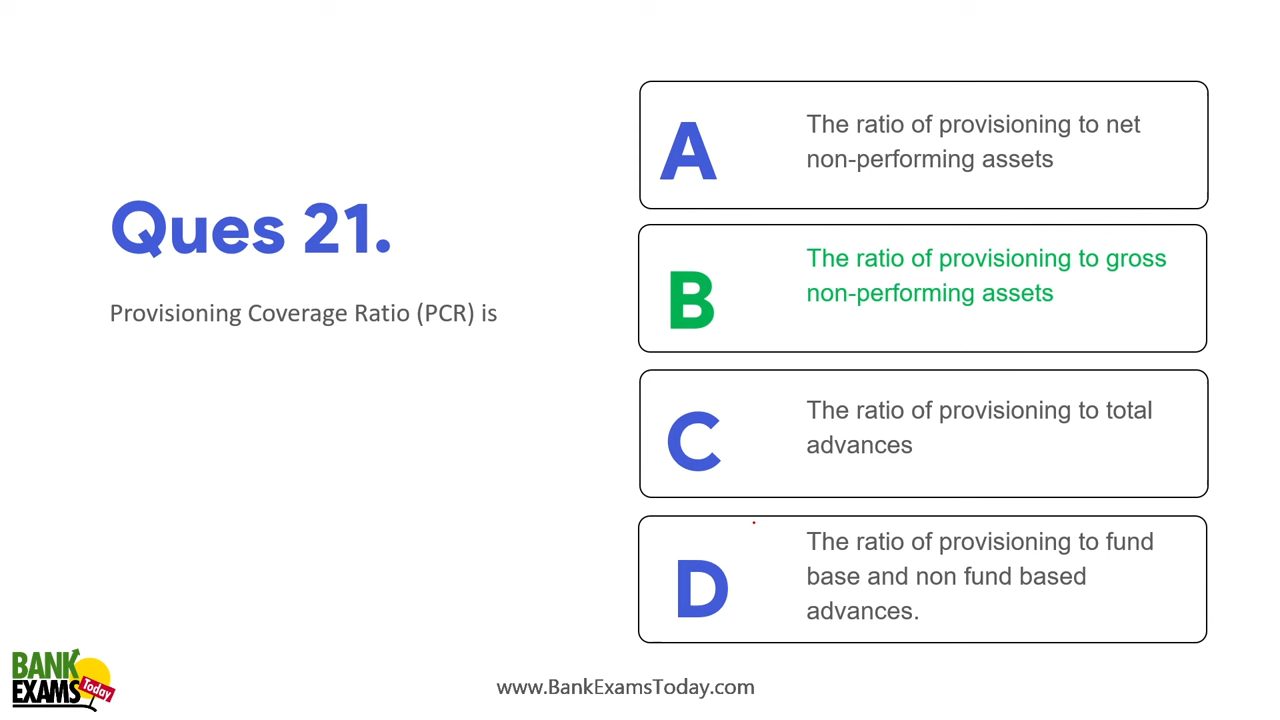 Ques 21.
Provisioning Coverage Ratio (PCR) is
A
The ratio of provisioning to net
non-performing assets
B
The ratio of provisioning to gross
non-performing assets
C
The ratio of provisioning to total
advances
D
The ratio of provisioning to fund
base and non fund based
advances.
BANK
EXAMS
Today
www.BankExamsToday.com